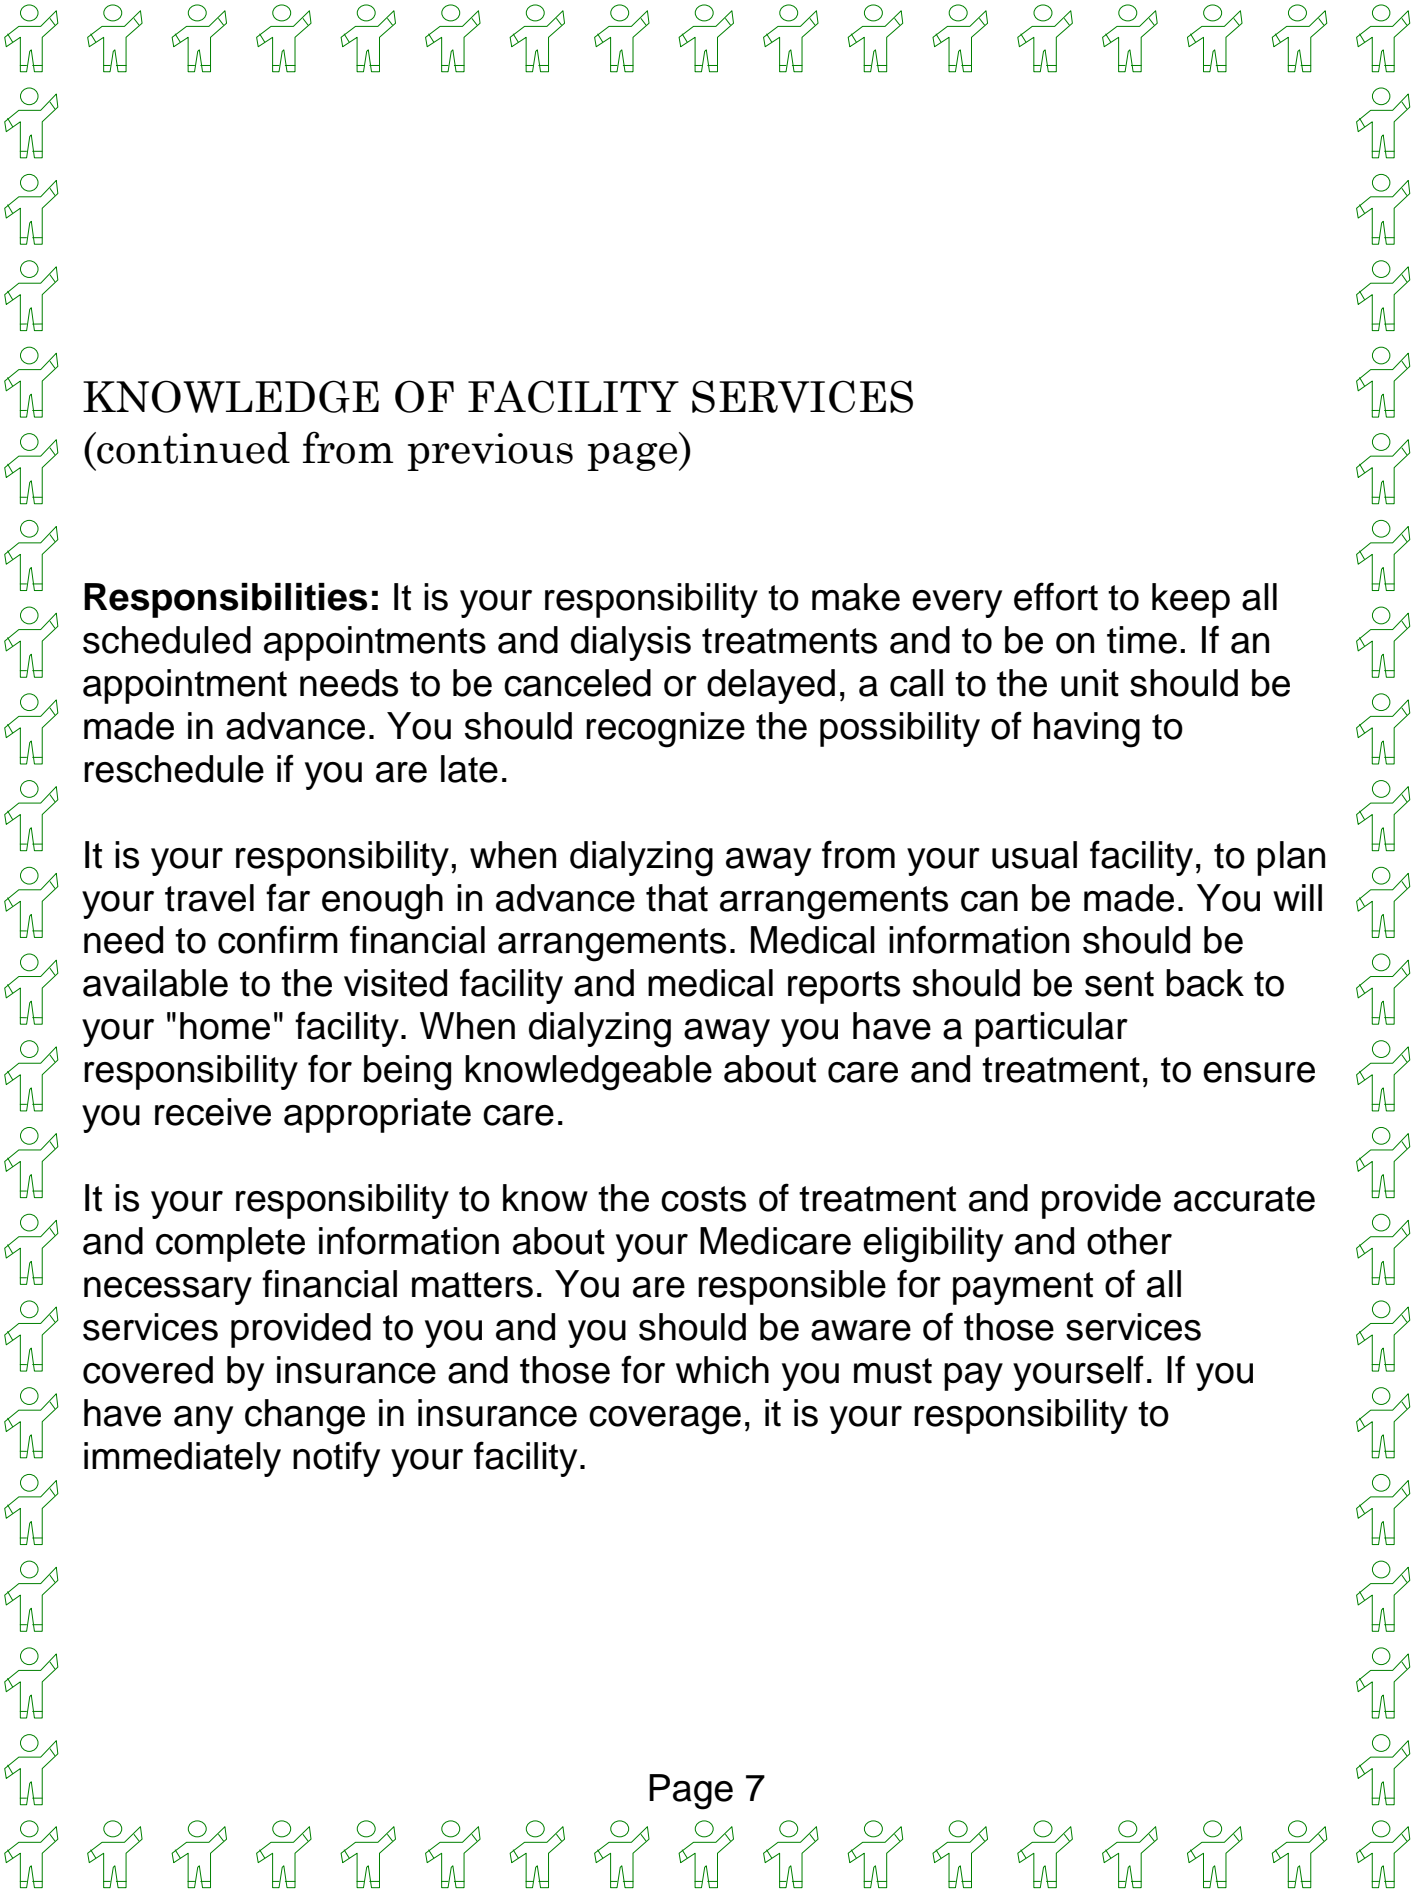 KNOWLEDGE OF FACILITY SERVICES
(continued from previous page)
Responsibilities: It is your responsibility to make every effort to keep all
scheduled appointments and dialysis treatments and to be on time. If an
appointment needs to be canceled or delayed, a call to the unit should be
made in advance. You should recognize the possibility of having to
reschedule if you are late.
It is your responsibility, when dialyzing away from your usual facility, to plan
your travel far enough in advance that arrangements can be made. You will
need to confirm financial arrangements. Medical information should be
available to the visited facility and medical reports should be sent back to
your "home" facility. When dialyzing away you have a particular
responsibility for being knowledgeable about care and treatment, to ensure
you receive appropriate care.
It is your responsibility to know the costs of treatment and provide accurate
and complete information about your Medicare eligibility and other
necessary financial matters. You are responsible for payment of all
services provided to you and you should be aware of those services
covered by insurance and those for which you must pay yourself. If you
have any change in insurance coverage, it is your responsibility to
immediately notify your facility.
Page 7